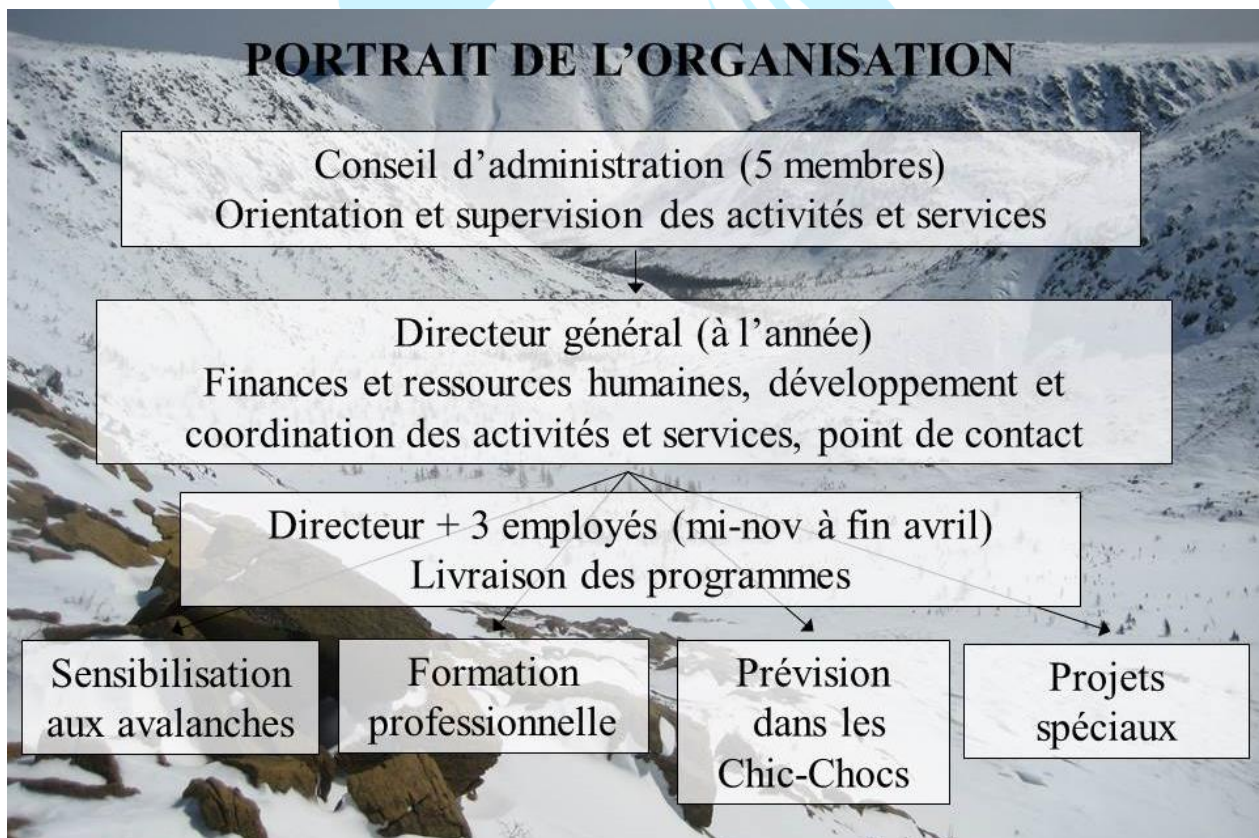 PORTRAIT DE L'ORGANISATION
Conseil d'administration (5 membres)
Orientation et supervision des activités et services
Directeur général (à l'année)
Finances et ressources humaines, développement et
coordination des activités et services, point de contact
Directeur + 3 employés (mi-nov à fin avril)
Livraison des programmes
Sensibilisation
aux avalanches
Formation
professionnelle
Prévision
dans les
Chic-Chocs
Projets
spéciaux